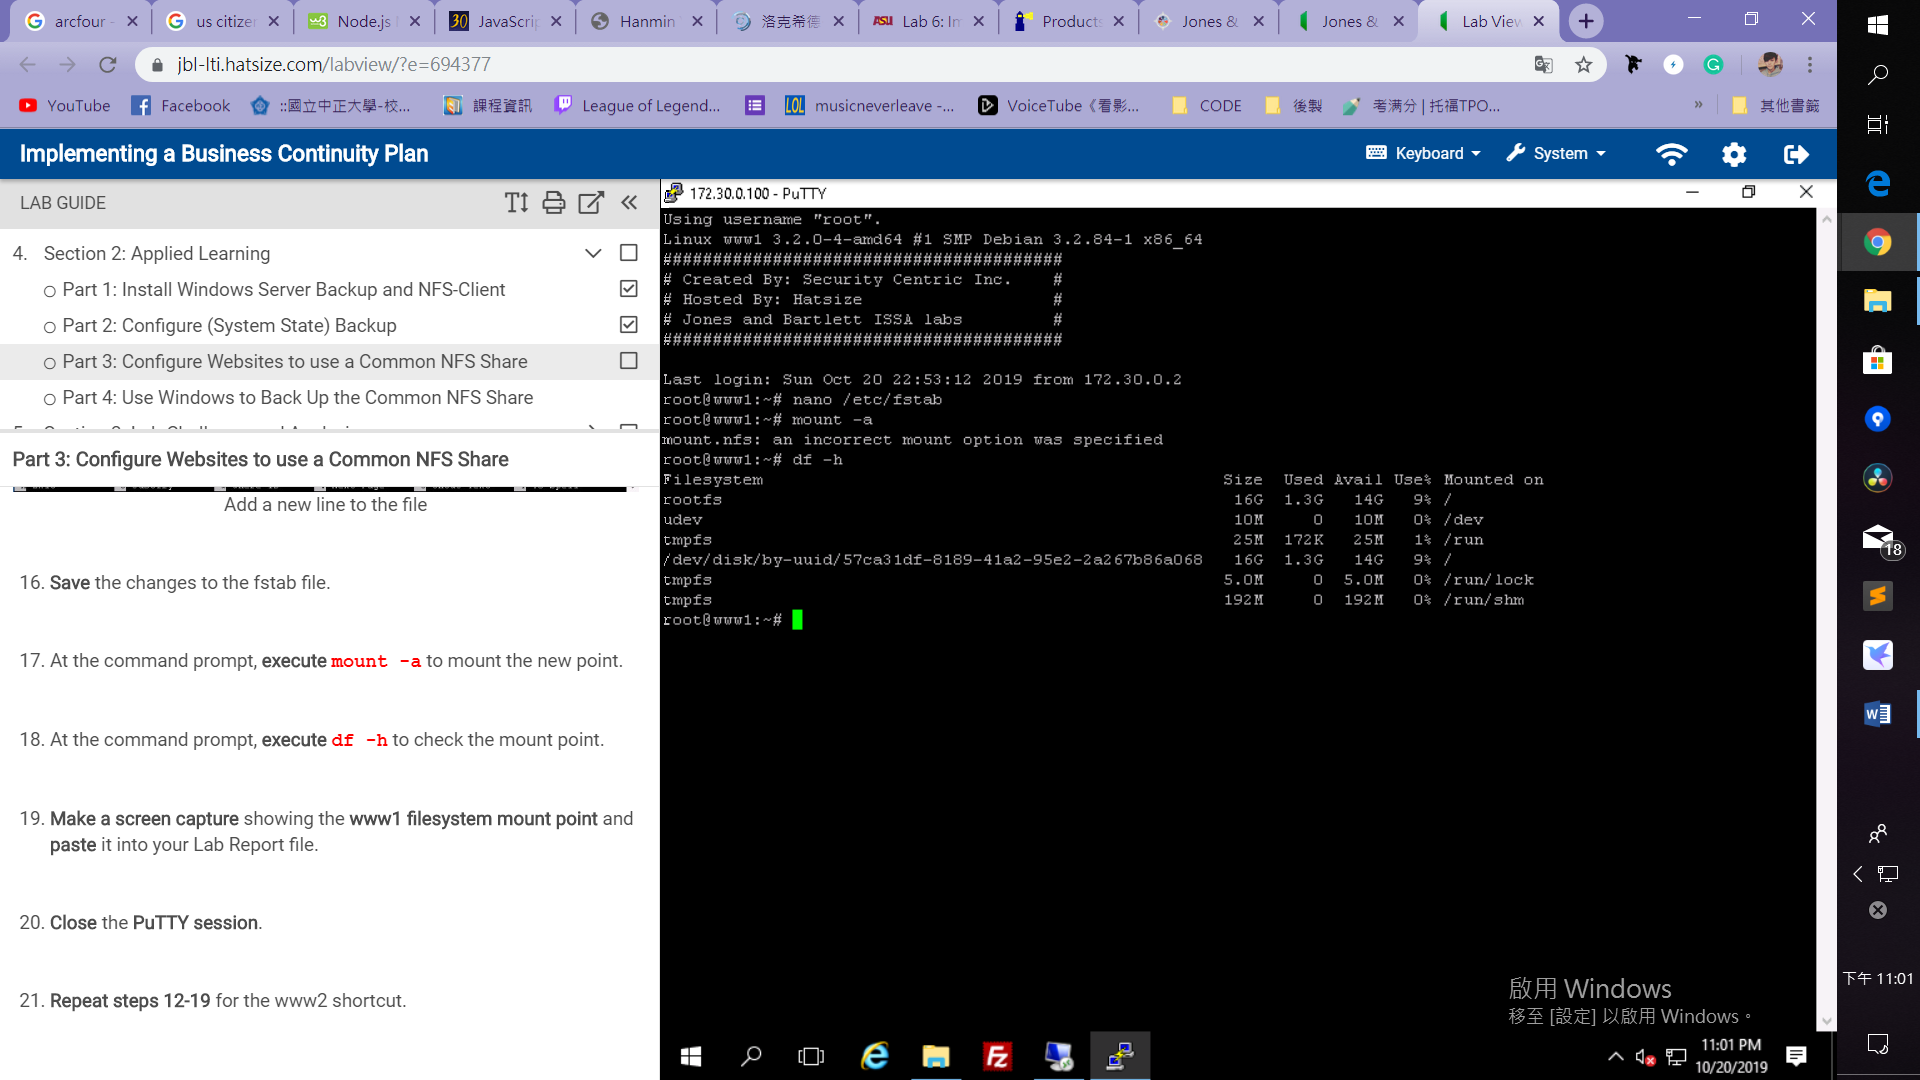 arcfour -
us citizen
Node.js
JavaScrip
Hanmin
洛克希德
ASU Lab 6: Im
Products
Jones &
Jones &
Lab View
jbl-lti.hatsize.com/labview/?e=694377
YouTube
Facebook
::國立中正大學-校...
課程資訊
League of Legend...
musicneverleave -...
VoiceTube《看影...
CODE
後製
考满分 | 托福TPO...
»
其他書籤
Implementing a Business Continuity Plan
Keyboard
System
LAB GUIDE
4. Section 2: Applied Learning
Part 1: Install Windows Server Backup and NFS-Client
Part 2: Configure (System State) Backup
Part 3: Configure Websites to use a Common NFS Share
Part 4: Use Windows to Back Up the Common NFS Share
Part 3: Configure Websites to use a Common NFS Share
Add a new line to the file
16. Save the changes to the fstab file.
17. At the command prompt, execute mount -a to mount the new point.
18. At the command prompt, execute df -h to check the mount point.
19. Make a screen capture showing the www1 filesystem mount point and
paste it into your Lab Report file.
20. Close the PuTTY session.
21. Repeat steps 12-19 for the www2 shortcut.
172.30.0.100 - PuTTY
Using username "root".
Linux www1 3.2.0-4-amd64 #1 SMP Debian 3.2.84-1 x86_64
########################################
# Created By: Security Centric Inc.    #
# Hosted By: Hatsize                   #
# Jones and Bartlett ISSA labs         #
########################################
Last login: Sun Oct 20 22:53:12 2019 from 172.30.0.2
root@www1:~# nano /etc/fstab
root@www1:~# mount -a
mount.nfs: an incorrect mount option was specified
root@www1:~# df -h
Filesystem Size Used Avail Use% Mounted on
rootfs 16G 1.3G 14G 9% /
udev 10M 0 10M 0% /dev
tmpfs 25M 172K 25M 1% /run
/dev/disk/by-uuid/57ca31df-8189-41a2-95e2-2a267b86a068 16G 1.3G 14G 9% /
tmpfs 5.0M 0 5.0M 0% /run/lock
tmpfs 192M 0 192M 0% /run/shm
root@www1:~#
啟用 Windows
移至 [設定] 以啟用 Windows。
11:01 PM
10/20/2019
18
下午 11:01